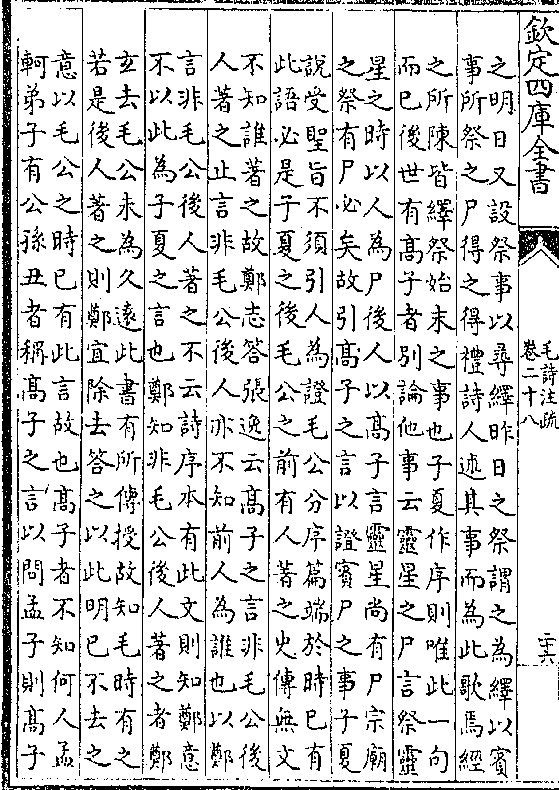 欽定四庫全書
毛詩注疏
卷二十八
二十六
之明日又設祭事以尋繹昨日之祭謂之為繹以賓
事所祭之尸得之得禮詩人述其事而為此歌焉經
之所陳皆繹祭始末之事也子夏作序則唯此一句
而已後世有髙子者別論他事云靈星之尸言祭靈
星之時以人為尸後人以髙子言靈星尚有尸宗廟
之祭有尸必矣故引髙子之言以證賓尸之事子夏
說受聖旨不須引人為證毛公分序篇端於時已有
此語必是子夏之後毛公之前有人著之史傳無文
不知誰著之故鄭志答張逸云髙子之言非毛公後
人著之止言非毛公後人亦不知前人為誰也以鄭
言非毛公後人著之不云詩序本有此文則知鄭意
不以此為子夏之言也鄭知非毛公後人著之者鄭
玄去毛公未為久遠此書有所傳授故知毛時有之
若是後人著之則鄭宜除去答之以此明已不去之
意以毛公之時已有此言故也髙子者不知何人孟
軻弟子有公孫丑者稱髙子之言以問孟子則髙子